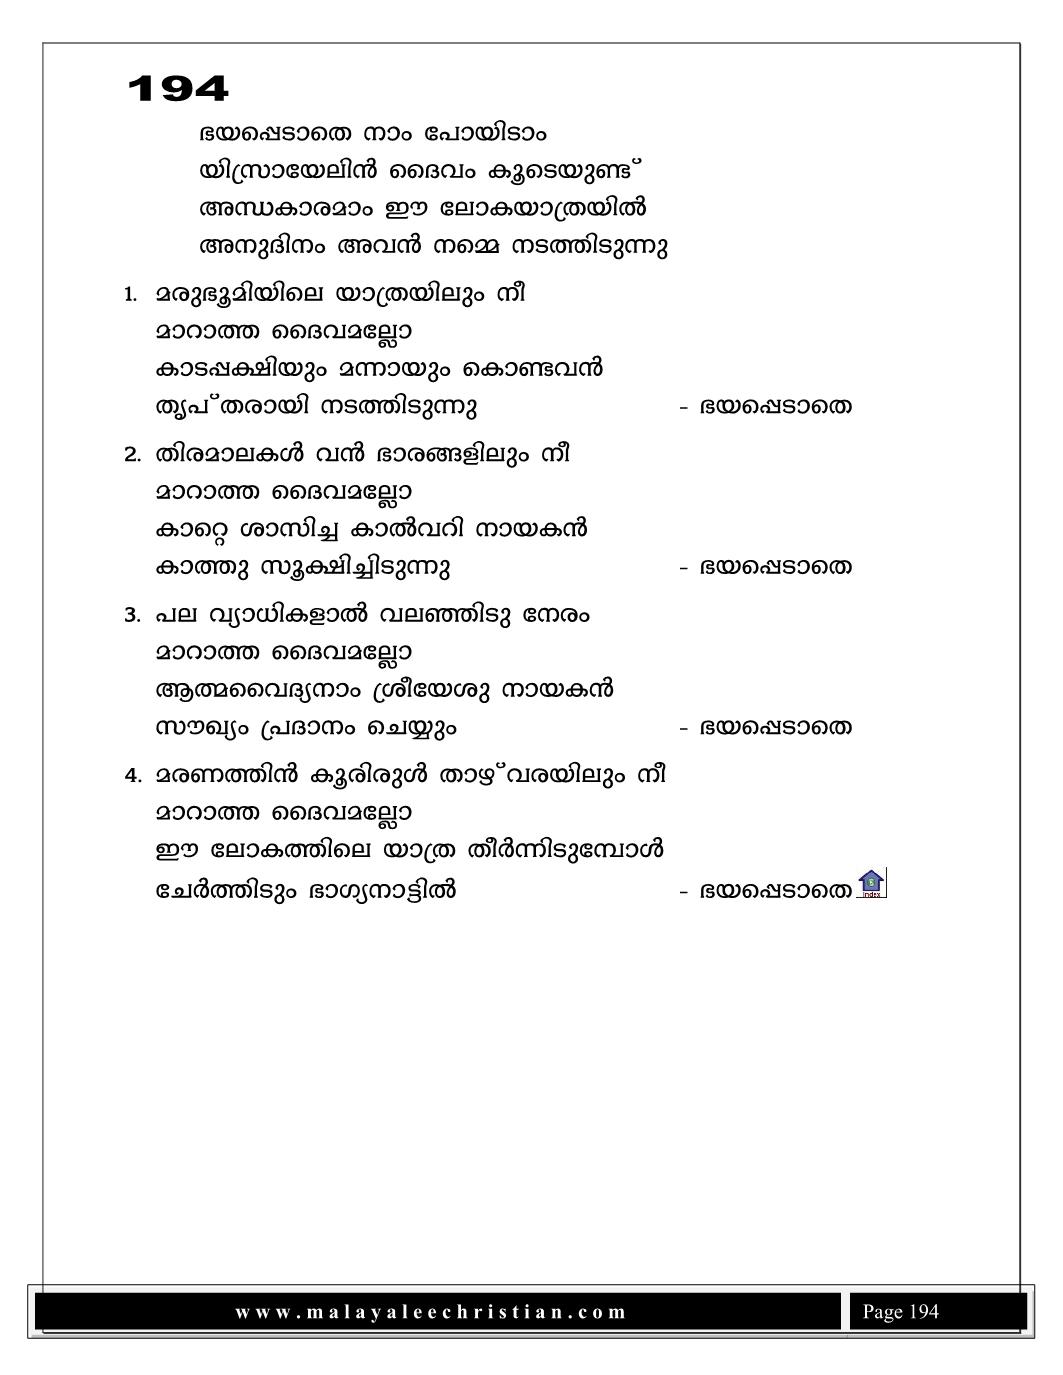 194
ഭയപ്പെടാതെ നാം പോയിടാം
യിസ്രായേലിൻ ദൈവം കൂടെയുണ്ട്
അന്ധകാരമാം ഈ ലോകയാത്രയിൽ
അനുദിനം അവൻ നമ്മെ നടത്തിടുന്നു
1. മരുഭൂമിയിലെ യാത്രയിലും നീ
മാറാത്ത ദൈവമല്ലോ
കാടപ്പക്ഷിയും മന്നായും കൊണ്ടവൻ
തൃപ്തരായി നടത്തിടുന്നു - ഭയപ്പെടാതെ
2. തിരമാലകൾ വൻ ഭാരങ്ങളിലും നീ
മാറാത്ത ദൈവമല്ലോ
കാറ്റെ ശാസിച്ച കാൽവറി നായകൻ
കാത്തു സൂക്ഷിച്ചിടുന്നു - ഭയപ്പെടാതെ
3. പല വ്യാധികളാൽ വലഞ്ഞിടു നേരം
മാറാത്ത ദൈവമല്ലോ
ആത്മവൈദ്യനാം ശ്രീയേശു നായകൻ
സൗഖ്യം പ്രദാനം ചെയ്യും - ഭയപ്പെടാതെ
4. മരണത്തിൻ കൂരിരുൾ താഴ്വരയിലും നീ
മാറാത്ത ദൈവമല്ലോ
ഈ ലോകത്തിലെ യാത്ര തീർന്നിടുമ്പോൾ
ചേർത്തിടും ഭാഗ്യനാട്ടിൽ - ഭയപ്പെടാതെ
Index
www.malayaleechristian.com Page 194